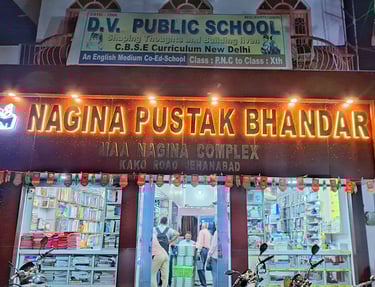 D.V. PUBLIC SCHOOL
Shaping Thoughts and Building lives
C.B.S.E Curriculum New Delhi
An English Medium Co-Ed-School Class : P.N.C to Class : Xth
NAGINA PUSTAK BHANDAR
MAA NAGINA COMPLEX
KAKO ROAD JEHANABAD